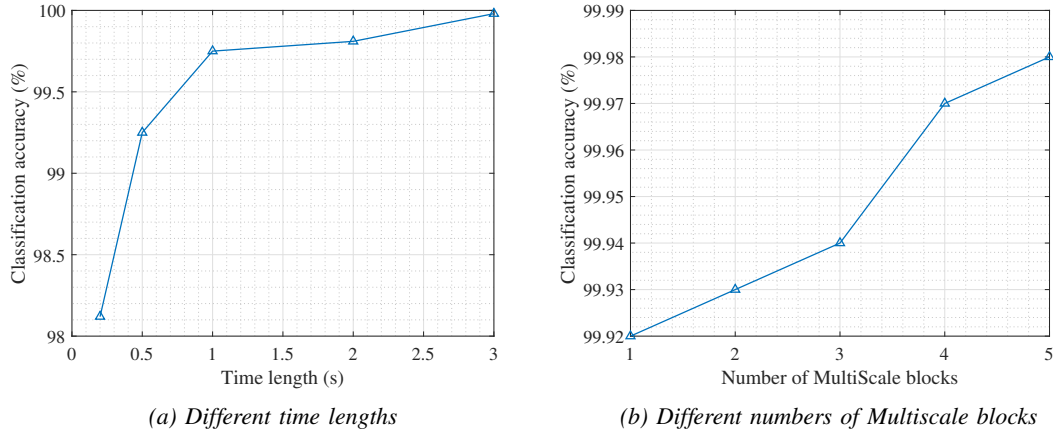 100
99.5
99
98.5
98
Classification accuracy (%)
0 0.5 1 1.5 2 2.5 3
Time length (s)
(a) Different time lengths
99.99
99.98
99.97
99.96
99.95
99.94
99.93
99.92
Classification accuracy (%)
1 2 3 4 5
Number of MultiScale blocks
(b) Different numbers of Multiscale blocks